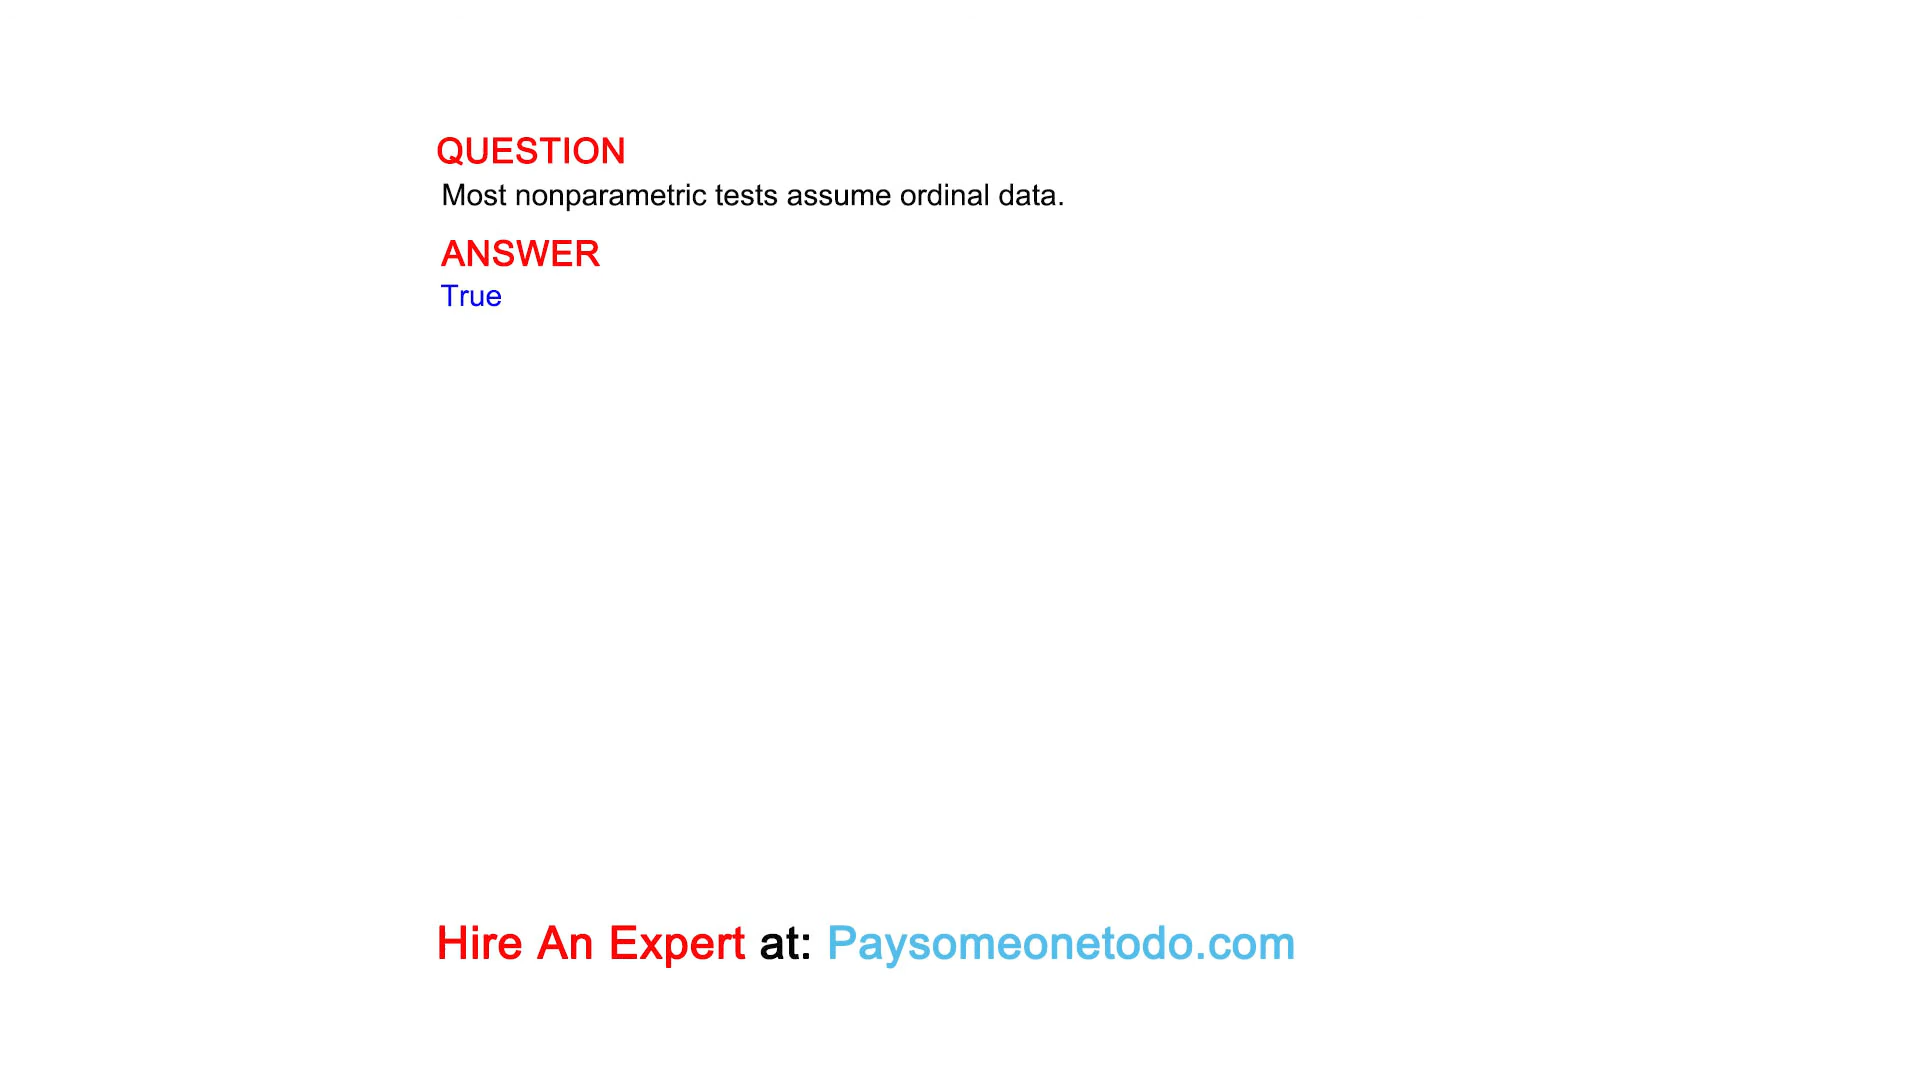 QUESTION
Most nonparametric tests assume ordinal data.
ANSWER
True
Hire An Expert at: Paysomeonetodo.com